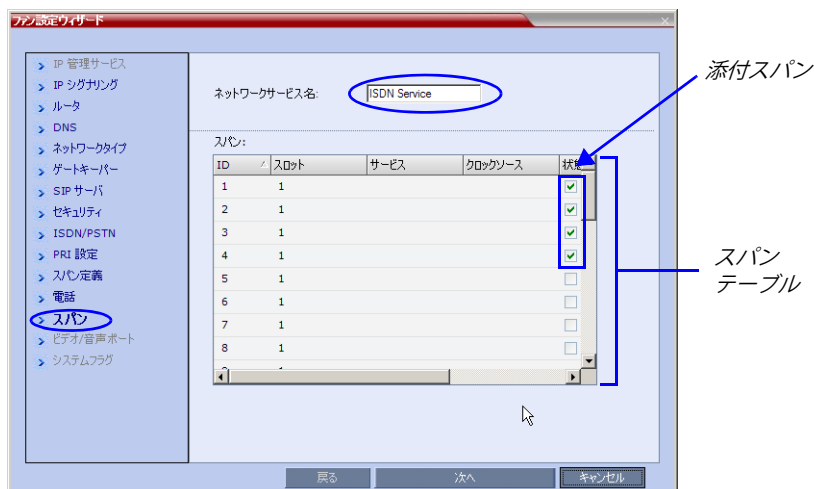 ファン設定ウィザード
IP 管理サービス
IP シグナリング
ルータ
DNS
ネットワークタイプ
ゲートキーパー
SIP サーバ
セキュリティ
ISDN/PSTN
PRI 設定
スパン定義
電話
スパン
ビデオ/音声ポート
システムフラグ
ネットワークサービス名:
ISDN Service
スパン:
ID スロット サービス クロックソース 状態
1 1
2 1
3 1
4 1
5 1
6 1
7 1
8 1
戻る
次へ
キャンセル
添付スパン
スパン
テーブル